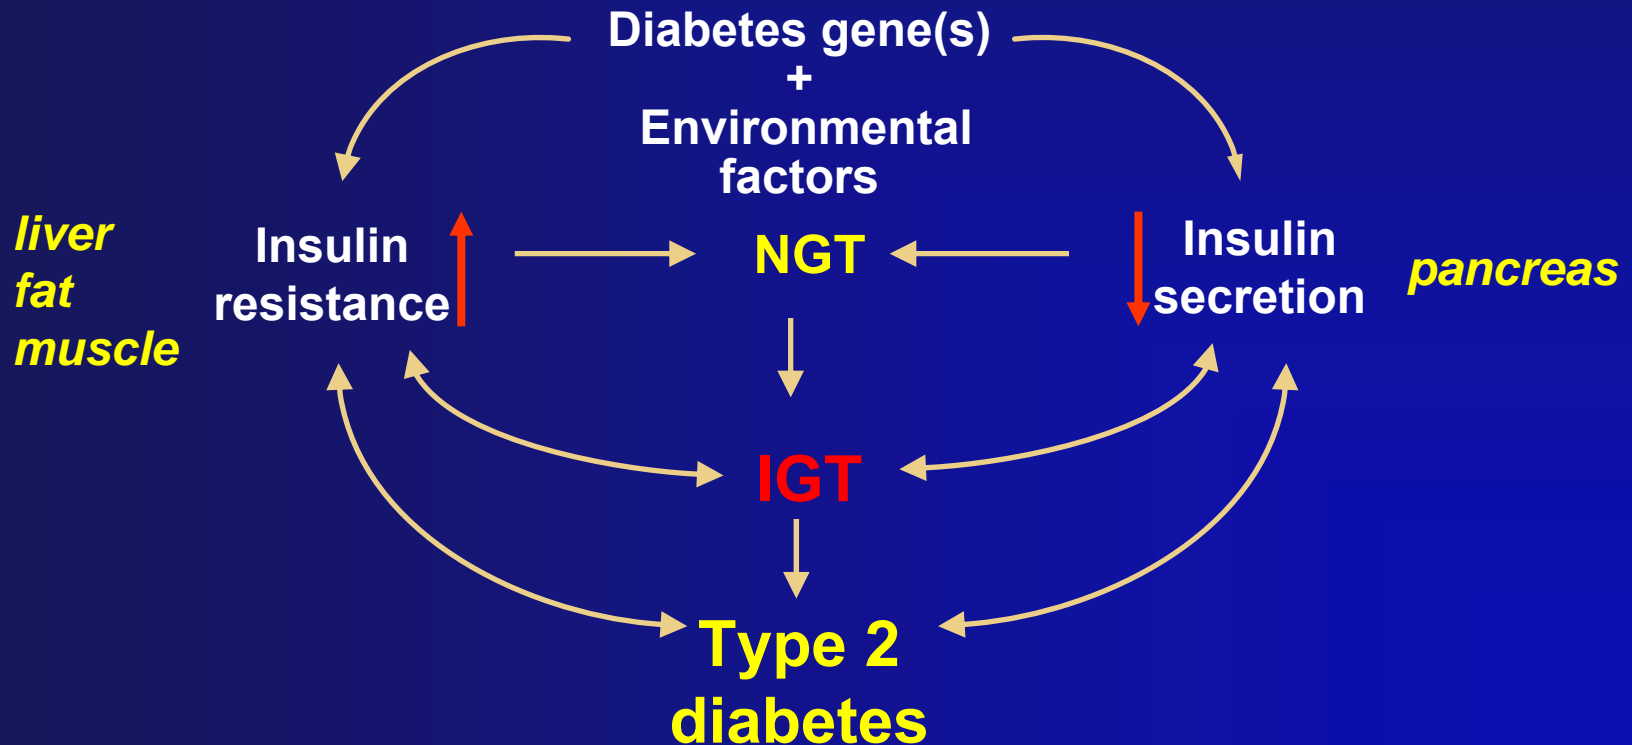 Diabetes gene(s)
+
Environmental
factors
liver
fat
muscle
Insulin
resistance
NGT
Insulin
secretion
pancreas
IGT
Type 2
diabetes